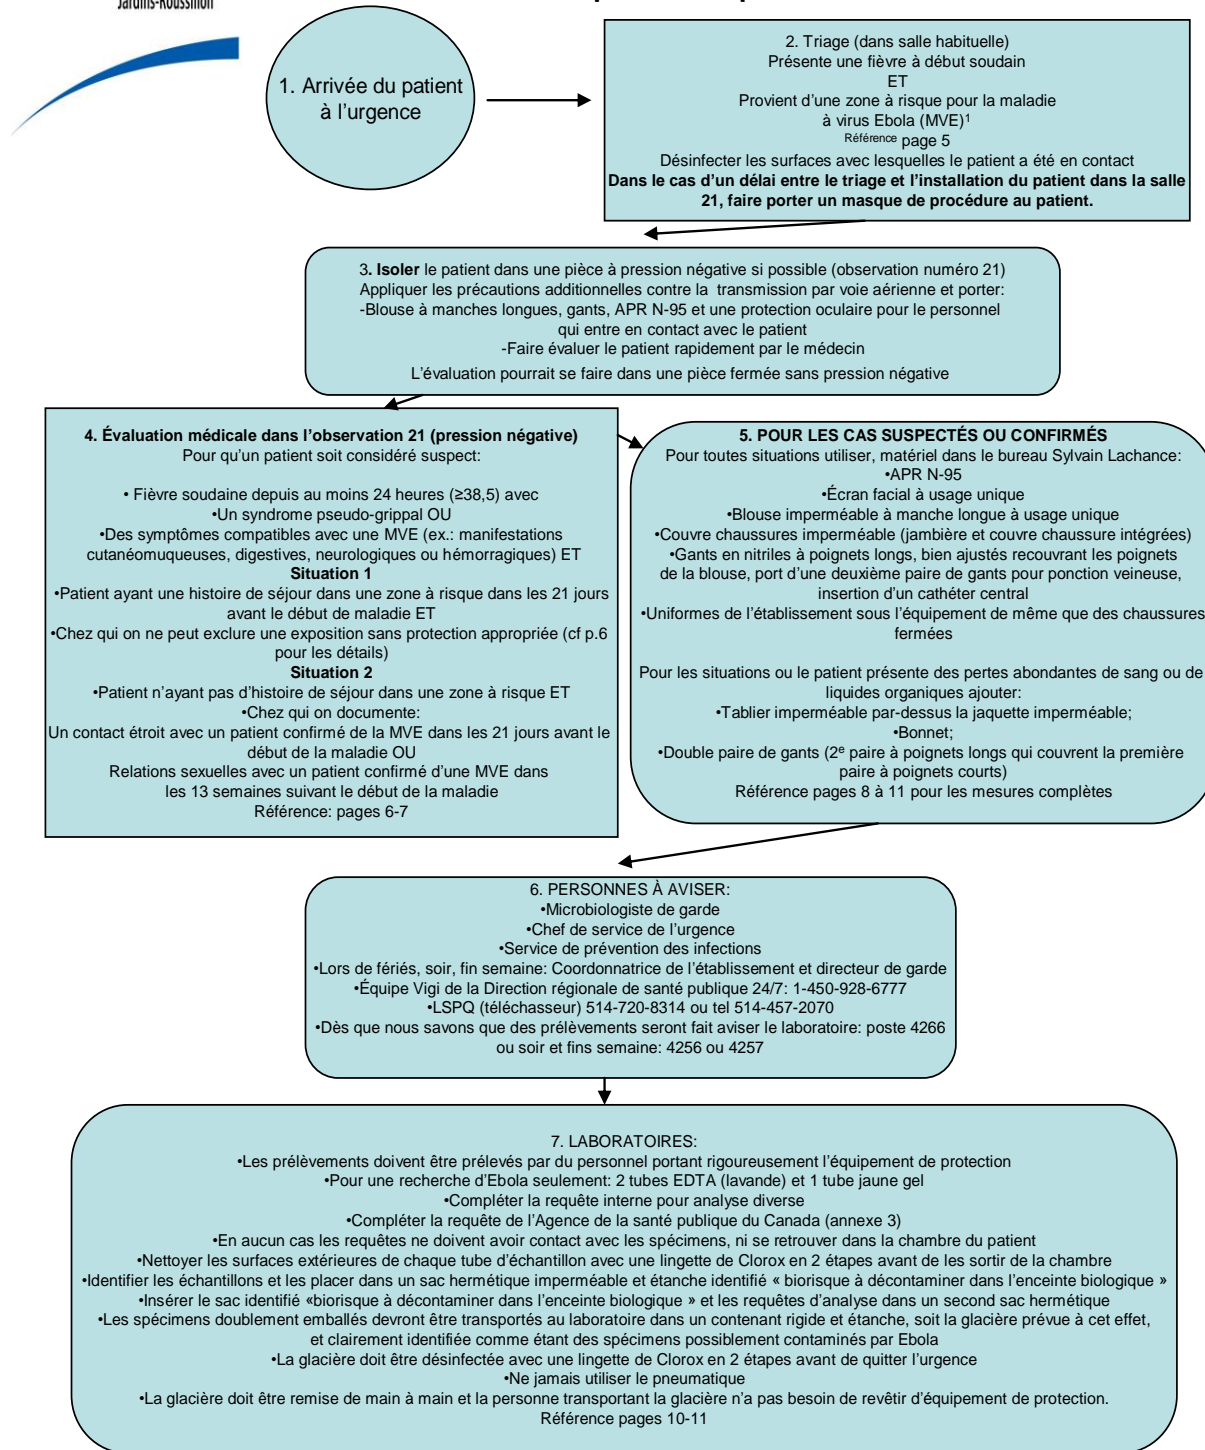 Jardins-Roussillon
1. Arrivée du patient
à l'urgence
2. Triage (dans salle habituelle)
Présente une fièvre à début soudain
ET
Provient d'une zone à risque pour la maladie
à virus Ebola (MVE)¹
Référence page 5
Désinfecter les surfaces avec lesquelles le patient a été en contact
Dans le cas d'un délai entre le triage et l'installation du patient dans la salle
21, faire porter un masque de procédure au patient.
3. Isoler le patient dans une pièce à pression négative si possible (observation numéro 21)
Appliquer les précautions additionnelles contre la transmission par voie aérienne et porter:
-Blouse à manches longues, gants, APR N-95 et une protection oculaire pour le personnel
qui entre en contact avec le patient
-Faire évaluer le patient rapidement par le médecin
L'évaluation pourrait se faire dans une pièce fermée sans pression négative
4. Évaluation médicale dans l'observation 21 (pression négative)
Pour qu'un patient soit considéré suspect:
• Fièvre soudaine depuis au moins 24 heures (≥38,5) avec
•Un syndrome pseudo-grippal OU
•Des symptômes compatibles avec une MVE (ex.: manifestations
cutanéomuqueuses, digestives, neurologiques ou hémorragiques) ET
Situation 1
•Patient ayant une histoire de séjour dans une zone à risque dans les 21 jours
avant le début de maladie ET
•Chez qui on ne peut exclure une exposition sans protection appropriée (cf p.6
pour les détails)
Situation 2
•Patient n'ayant pas d'histoire de séjour dans une zone à risque ET
•Chez qui on documente:
Un contact étroit avec un patient confirmé de la MVE dans les 21 jours avant le
début de la maladie OU
Relations sexuelles avec un patient confirmé d'une MVE dans
les 13 semaines suivant le début de la maladie
Référence: pages 6-7
5. POUR LES CAS SUSPECTÉS OU CONFIRMÉS
Pour toutes situations utiliser, matériel dans le bureau Sylvain Lachance:
•APR N-95
•Écran facial à usage unique
•Blouse imperméable à manche longue à usage unique
•Couvre chaussures imperméable (jambière et couvre chaussure intégrées)
•Gants en nitriles à poignets longs, bien ajustés recouvrant les poignets
de la blouse, port d'une deuxième paire de gants pour ponction veineuse,
insertion d'un cathéter central
•Uniformes de l'établissement sous l'équipement de même que des chaussures
fermées
Pour les situations ou le patient présente des pertes abondantes de sang ou de
liquides organiques ajouter:
•Tablier imperméable par-dessus la jaquette imperméable;
•Bonnet;
•Double paire de gants (2e paire à poignets longs qui couvrent la première
paire à poignets courts)
Référence pages 8 à 11 pour les mesures complètes
6. PERSONNES À AVISER:
•Microbiologiste de garde
•Chef de service de l'urgence
•Service de prévention des infections
•Lors de fériés, soir, fin semaine: Coordonnatrice de l'établissement et directeur de garde
•Équipe Vigi de la Direction régionale de santé publique 24/7: 1-450-928-6777
•LSPQ (téléchasseur) 514-720-8314 ou tel 514-457-2070
•Dès que nous savons que des prélèvements seront fait aviser le laboratoire: poste 4266
ou soir et fins semaine: 4256 ou 4257
7. LABORATOIRES:
•Les prélèvements doivent être prélevés par du personnel portant rigoureusement l'équipement de protection
•Pour une recherche d'Ebola seulement: 2 tubes EDTA (lavande) et 1 tube jaune gel
•Compléter la requête interne pour analyse diverse
•Compléter la requête de l'Agence de la santé publique du Canada (annexe 3)
•En aucun cas les requêtes ne doivent avoir contact avec les spécimens, ni se retrouver dans la chambre du patient
•Nettoyer les surfaces extérieures de chaque tube d'échantillon avec une lingette de Clorox en 2 étapes avant de les sortir de la chambre
•Identifier les échantillons et les placer dans un sac hermétique imperméable et étanche identifié « biorisque à décontaminer dans l'enceinte biologique »
•Insérer le sac identifié «biorisque à décontaminer dans l'enceinte biologique » et les requêtes d'analyse dans un second sac hermétique
•Les spécimens doublement emballés devront être transportés au laboratoire dans un contenant rigide et étanche, soit la glacière prévue à cet effet,
et clairement identifiée comme étant des spécimens possiblement contaminés par Ebola
•La glacière doit être désinfectée avec une lingette de Clorox en 2 étapes avant de quitter l'urgence
•Ne jamais utiliser le pneumatique
•La glacière doit être remise de main à main et la personne transportant la glacière n'a pas besoin de revêtir d'équipement de protection.
Référence pages 10-11